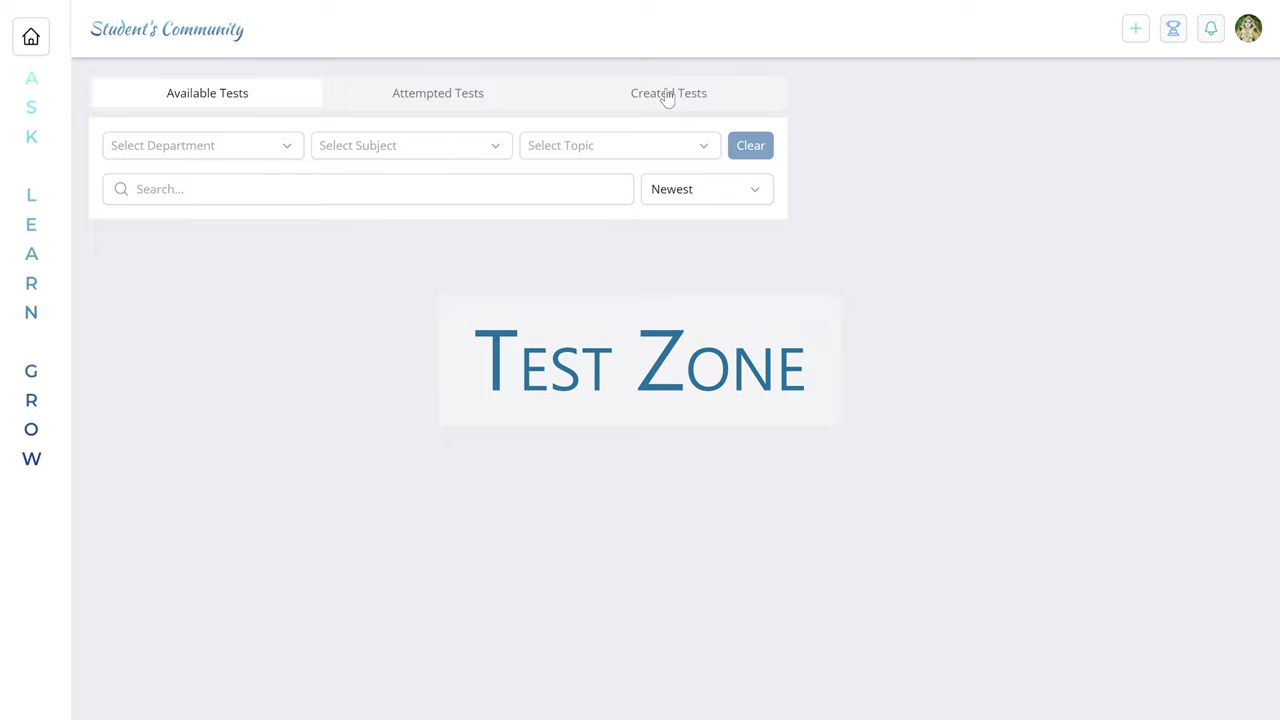 Student's Community
A
S
K
L
E
A
R
N
G
R
O
W
Available Tests
Attempted Tests
Created Tests
Select Department
Select Subject
Select Topic
Clear
Search...
Newest
TEST ZONE